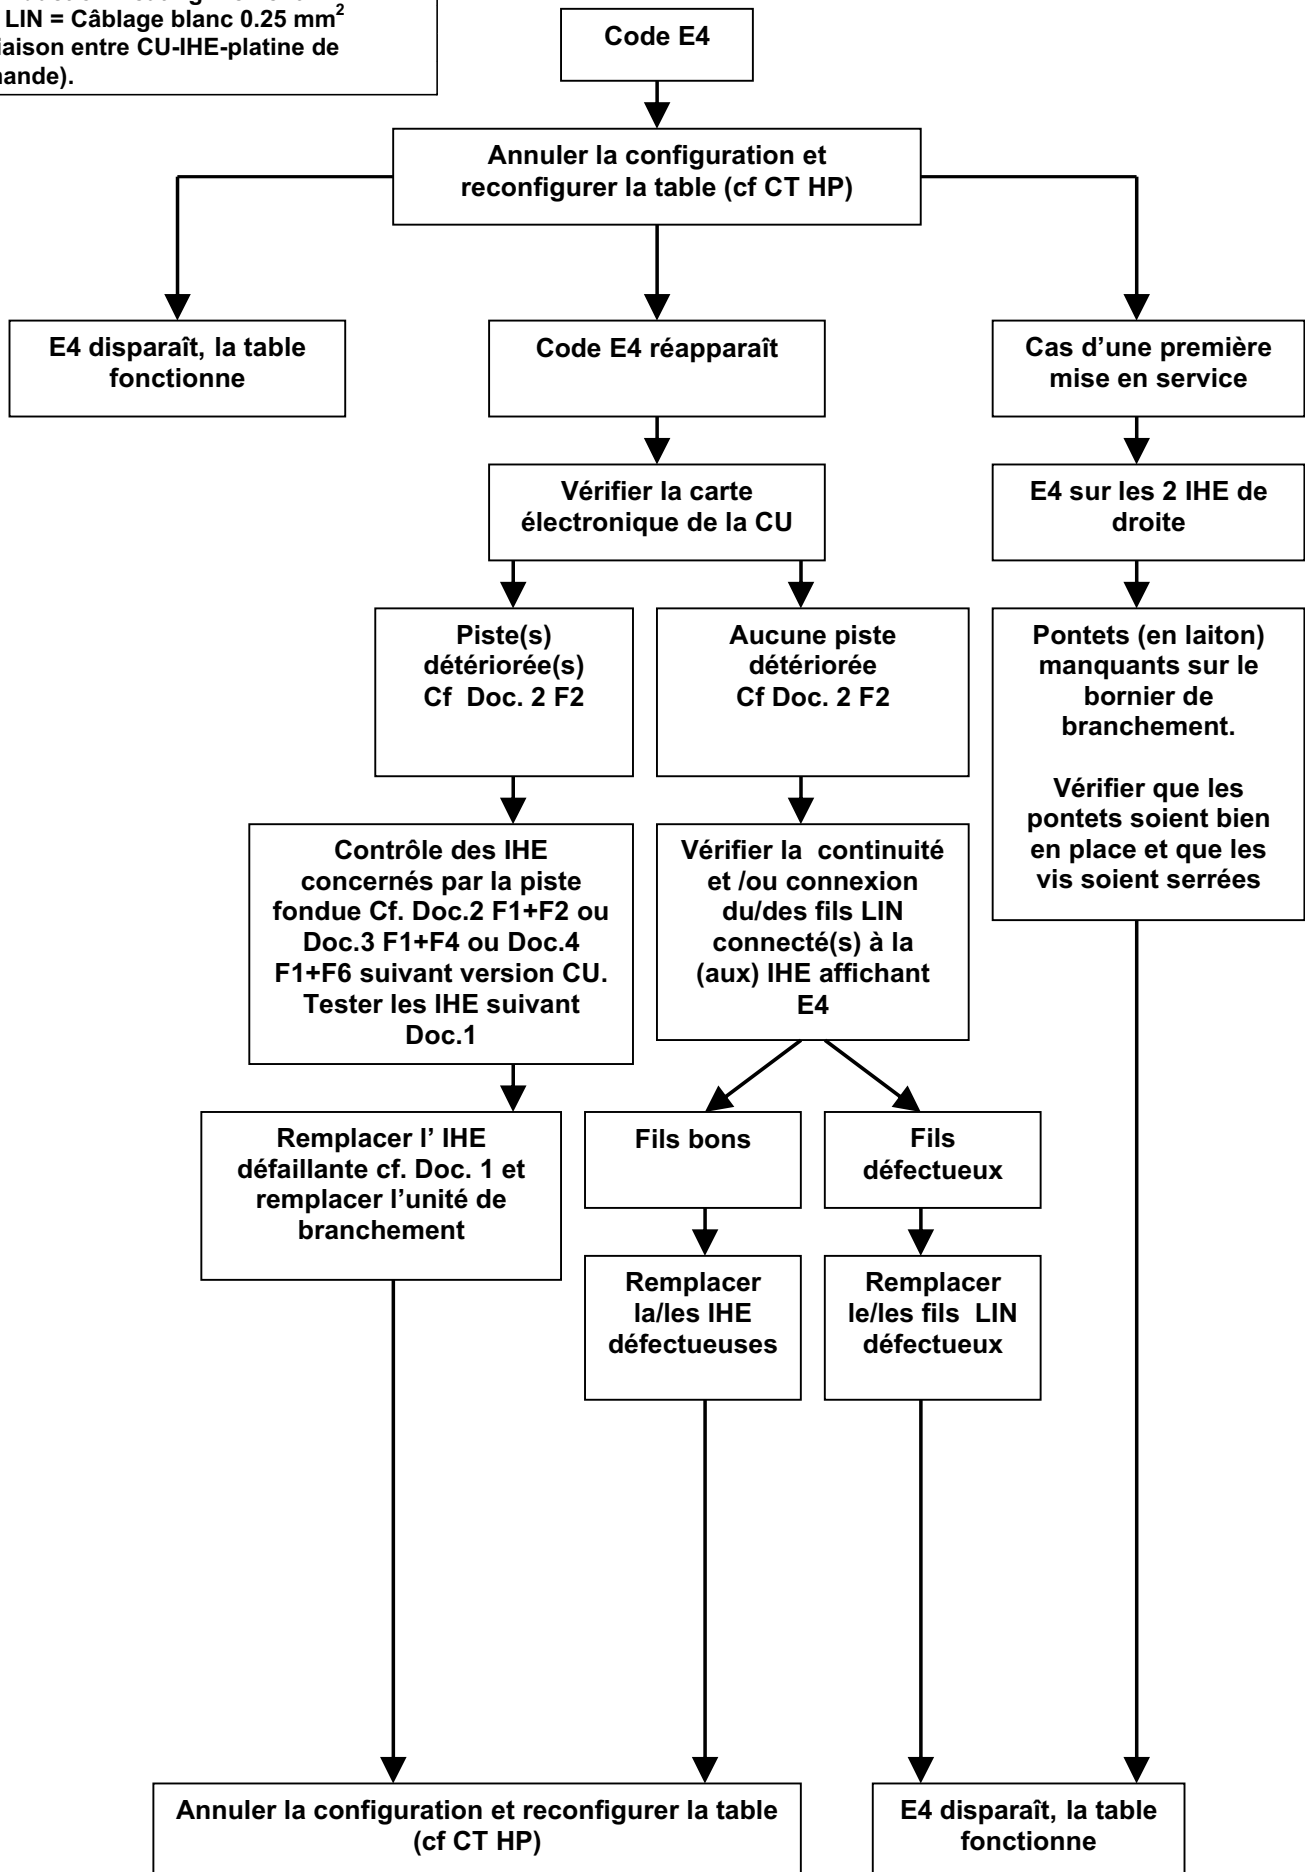 LIN = Câblage blanc 0.25 mm²
entre CU-IHE-platine de
Code E4
Annuler la configuration et
reconfigurer la table (cf CT HP)
E4 disparaît, la table
fonctionne
Code E4 réapparaît
Cas d’une première
mise en service
Vérifier la carte
électronique de la CU
E4 sur les 2 IHE de
droite
Piste(s)
détériorée(s)
Cf Doc. 2 F2
Aucune piste
détériorée
Cf Doc. 2 F2
Pontets (en laiton)
manquants sur le
bornier de
branchement.
Vérifier que les
pontets soient bien
en place et que les
vis soient serrées
Contrôle des IHE
concernés par la piste
fondue Cf. Doc.2 F1+F2 ou
Doc.3 F1+F4 ou Doc.4
F1+F6 suivant version CU.
Tester les IHE suivant
Doc.1
Vérifier la continuité
et /ou connexion
du/des fils LIN
connecté(s) à la
(aux) IHE affichant
E4
Remplacer l’ IHE
défaillante cf. Doc. 1 et
remplacer l’unité de
branchement
Fils bons
Fils
défectueux
Remplacer
la/les IHE
défectueuses
Remplacer
le/les fils LIN
défectueux
Annuler la configuration et reconfigurer la table
(cf CT HP)
E4 disparaît, la table
fonctionne